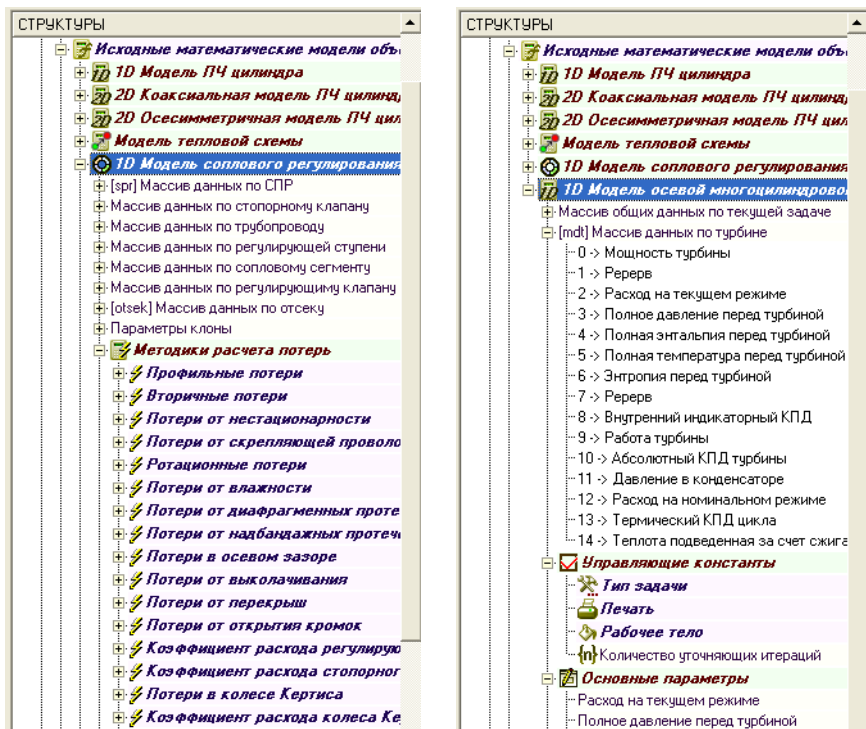 СТРУКТУРЫ
Исходные математические модели объ
1D Модель ПЧ цилиндра
2D Коаксиальная модель ПЧ цилинд
2D Осесимметричная модель ПЧ цил
Модель тепловой схемы
1D Модель соплового регулирования
[spr] Массив данных по СПР
Массив данных по стопорному клапану
Массив данных по трубопроводу
Массив данных по регулирующей ступени
Массив данных по сопловому сегменту
Массив данных по регулирующиму клапану
[otsek] Массив данных по отсеку
Параметры клоны
Методики расчета потерь
Профильные потери
Вторичные потери
Потери от нестационарности
Потери от скрепляющей проволо
Ротационные потери
Потери от влажности
Потери от диафрагменных проте
Потери от надбандажных протеч
Потери в осевом зазоре
Потери от выколачивания
Потери от перекрыш
Потери от открытия кромок
Коэффициент расхода регулирую
Коэффициент расхода стопорног
Потери в колесе Кертиса
Коэффициент расхода колеса Ке
СТРУКТУРЫ
Исходные математические модели объ
1D Модель ПЧ цилиндра
2D Коаксиальная модель ПЧ цилинд
2D Осесимметричная модель ПЧ цил
Модель тепловой схемы
1D Модель соплового регулирования
1D Модель осевой многоцилиндрово
Массив общих данных по текущей задаче
[mdt] Массив данных по турбине
0 -> Мощность турбины
1 -> Ререрв
2 -> Расход на текущем режиме
3 -> Полное давление перед турбиной
4 -> Полная энтальпия перед турбиной
5 -> Полная температура перед турбиной
6 -> Энтропия перед турбиной
7 -> Ререрв
8 -> Внутренний индикаторный КПД
9 -> Работа турбины
10 -> Абсолютный КПД турбины
11 -> Давление в конденсаторе
12 -> Расход на номинальном режиме
13 -> Термический КПД цикла
14 -> Теплота подведенная за счет сжига
Управляющие константы
Тип задачи
Печать
Рабочее тело
{n} Количество уточняющих итераций
Основные параметры
Расход на текущем режиме
Полное давление перед турбиной